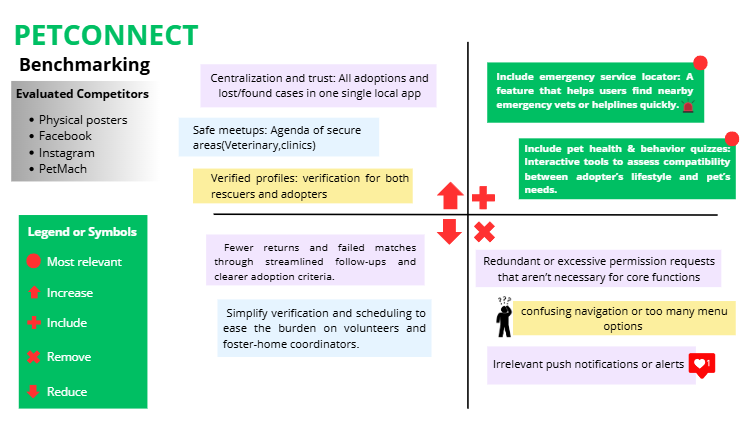 PETCONNECT
Benchmarking
Evaluated Competitors
Physical posters
Facebook
Instagram
PetMach
Legend or Symbols
Most relevant
Increase
Include
Remove
Reduce
Centralization and trust: All adoptions and
lost/found cases in one single local app
Safe meetups: Agenda of secure
areas(Veterinary,clinics)
Verified profiles: verification for both
rescuers and adopters
Include emergency service locator: A
feature that helps users find nearby
emergency vets or helplines quickly.
Include pet health & behavior quizzes:
Interactive tools to assess compatibility
between adopter's lifestyle and pet's
needs.
Fewer returns and failed matches
through streamlined follow-ups and
clearer adoption criteria.
Simplify verification and scheduling to
ease the burden on volunteers and
foster-home coordinators.
Redundant or excessive permission requests
that aren't necessary for core functions
???
confusing navigation or too many menu
options
Irrelevant push notifications or alerts
1